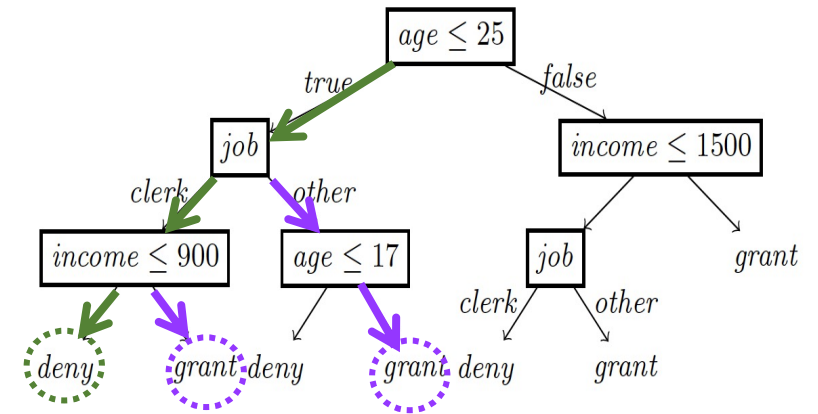 age ≤ 25
true
false
job
income ≤ 1500
clerk
other
income ≤ 900
age ≤ 17
job
grant
clerk
other
deny
grant
deny
grant
deny
grant